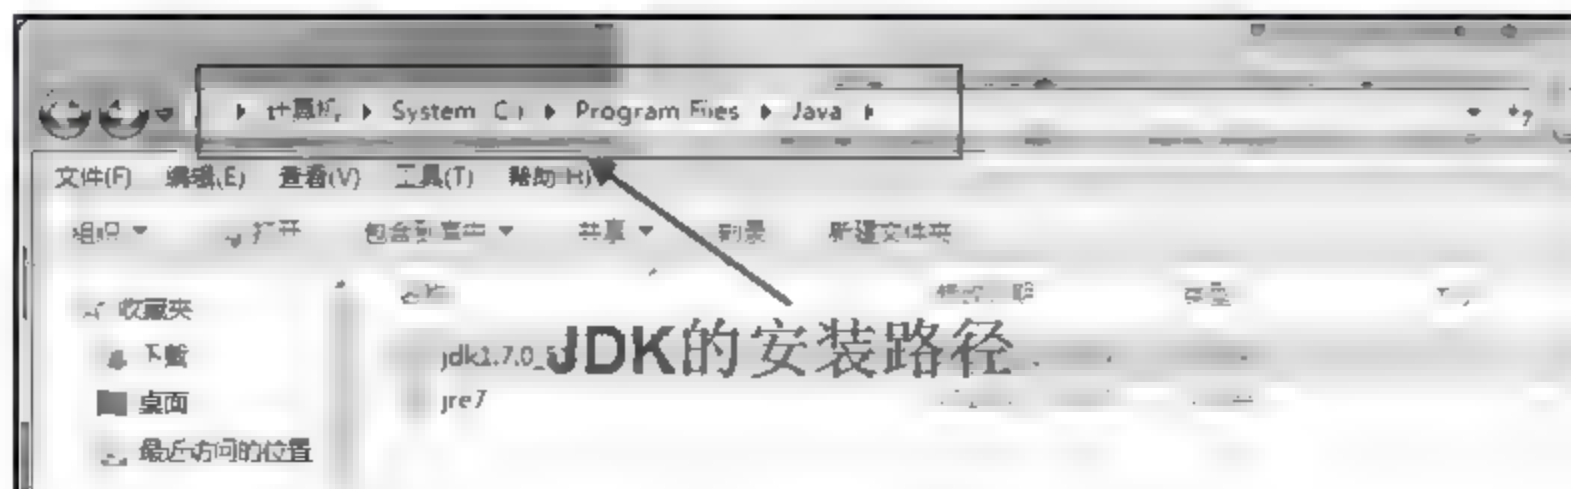 System Program Files Java
文件(F) 编辑(E) 查看(V) 工具(T) 帮助(H)
组织 打开 包含到库中 共享 刻录 新建文件夹
收藏夹
下载 jdk1.7.0_ JDK的安装路径
桌面 jre7
最近访问的位置